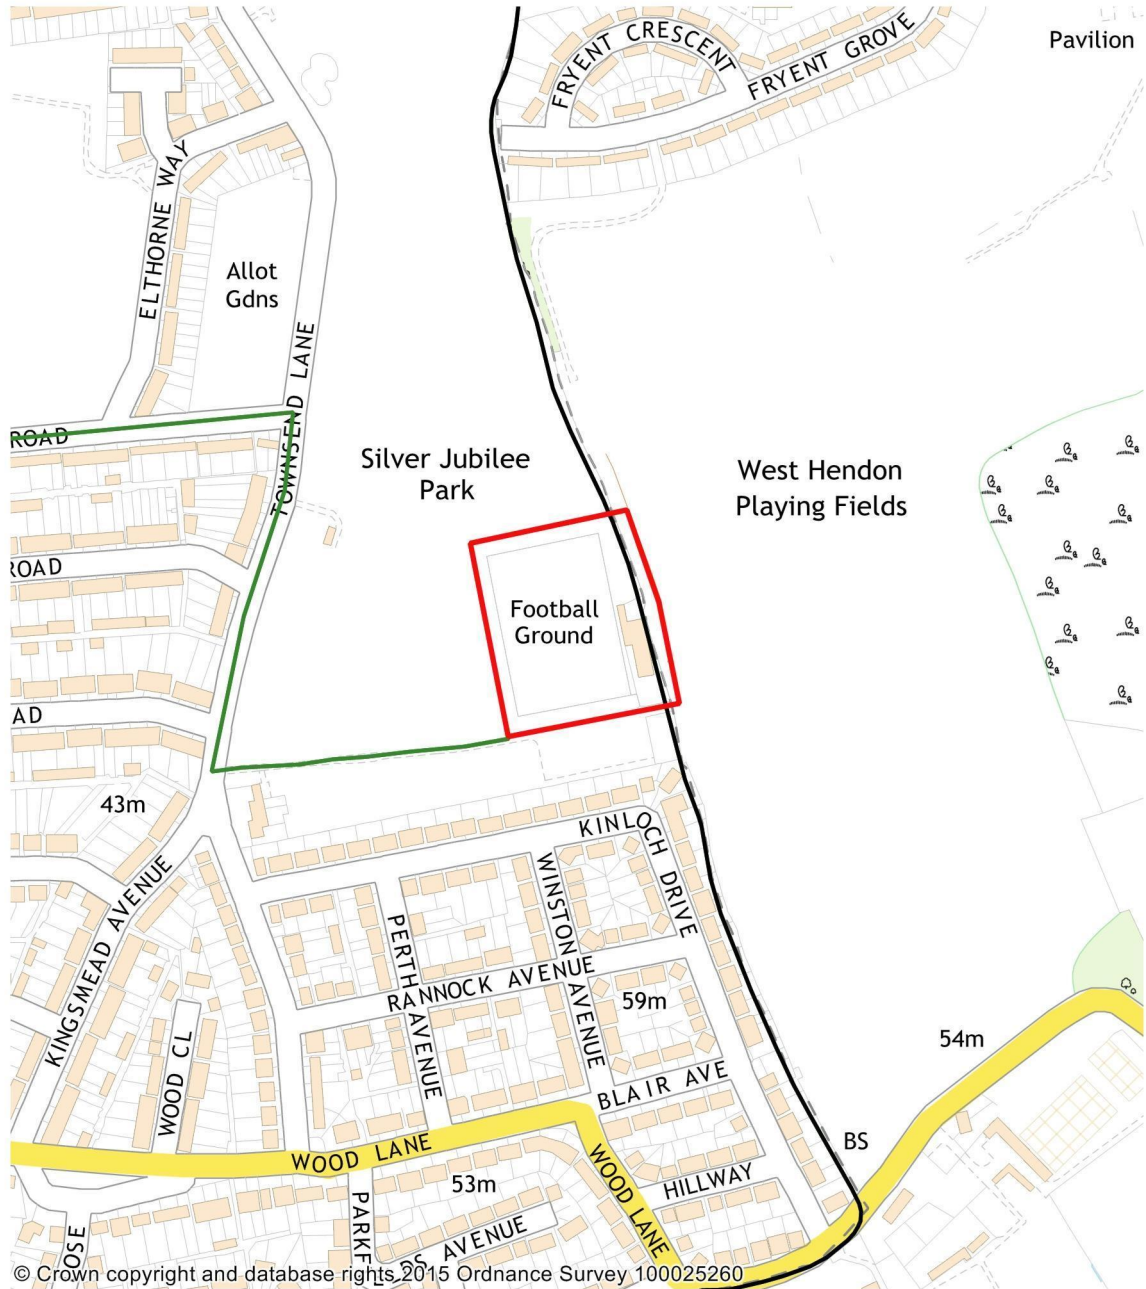 Pavilion
FRYENT CRESCENT
FRYENT GROVE
ELTHORNE WAY
Allot
Gdns
TOWNSEND LANE
ROAD
Silver Jubilee
Park
West Hendon
Playing Fields
ROAD
Football
Ground
AD
43m
KINLOCH DRIVE
KINGSMEAD AVENUE
WINSTON AVENUE
PERTH AVENUE
RANNOCK AVENUE
59m
54m
WOOD CL
BLAIR AVE
BS
WOOD LANE
WOOD LANE
53m
HILLWAY
PARKF
OSE
DS AVENUE
© Crown copyright and database rights 2015 Ordnance Survey 100025260